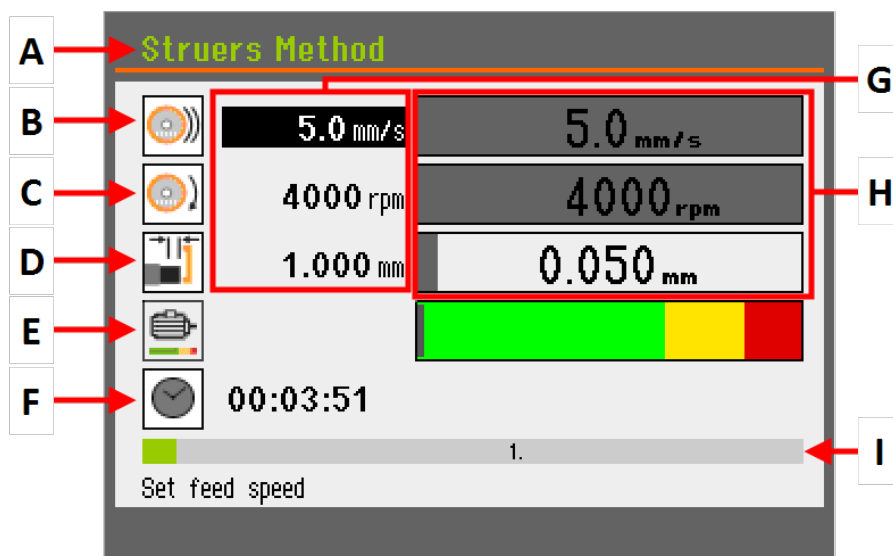 A
Struers Method
G
B
5.0 mm/s
5.0 mm/s
C
4000 rpm
4000 rpm
H
D
1.000 mm
0.050 mm
E
F
00:03:51
1.
I
Set feed speed